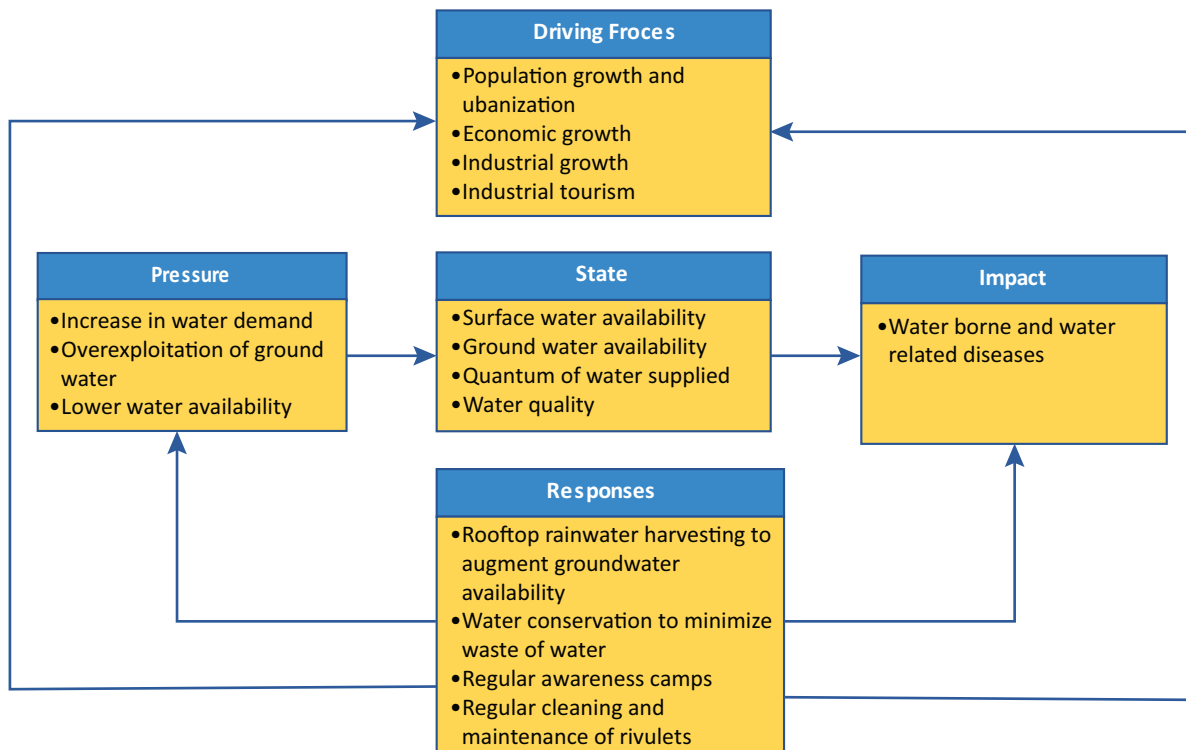 Driving Froces
•Population growth and
ubanization
•Economic growth
•Industrial growth
•Industrial tourism
Pressure
•Increase in water demand
•Overexploitation of ground
water
•Lower water availability
State
•Surface water availability
•Ground water availability
•Quantum of water supplied
•Water quality
Impact
•Water borne and water
related diseases
Responses
•Rooftop rainwater harvesting to
augment groundwater
availability
•Water conservation to minimize
waste of water
•Regular awareness camps
•Regular cleaning and
maintenance of rivulets